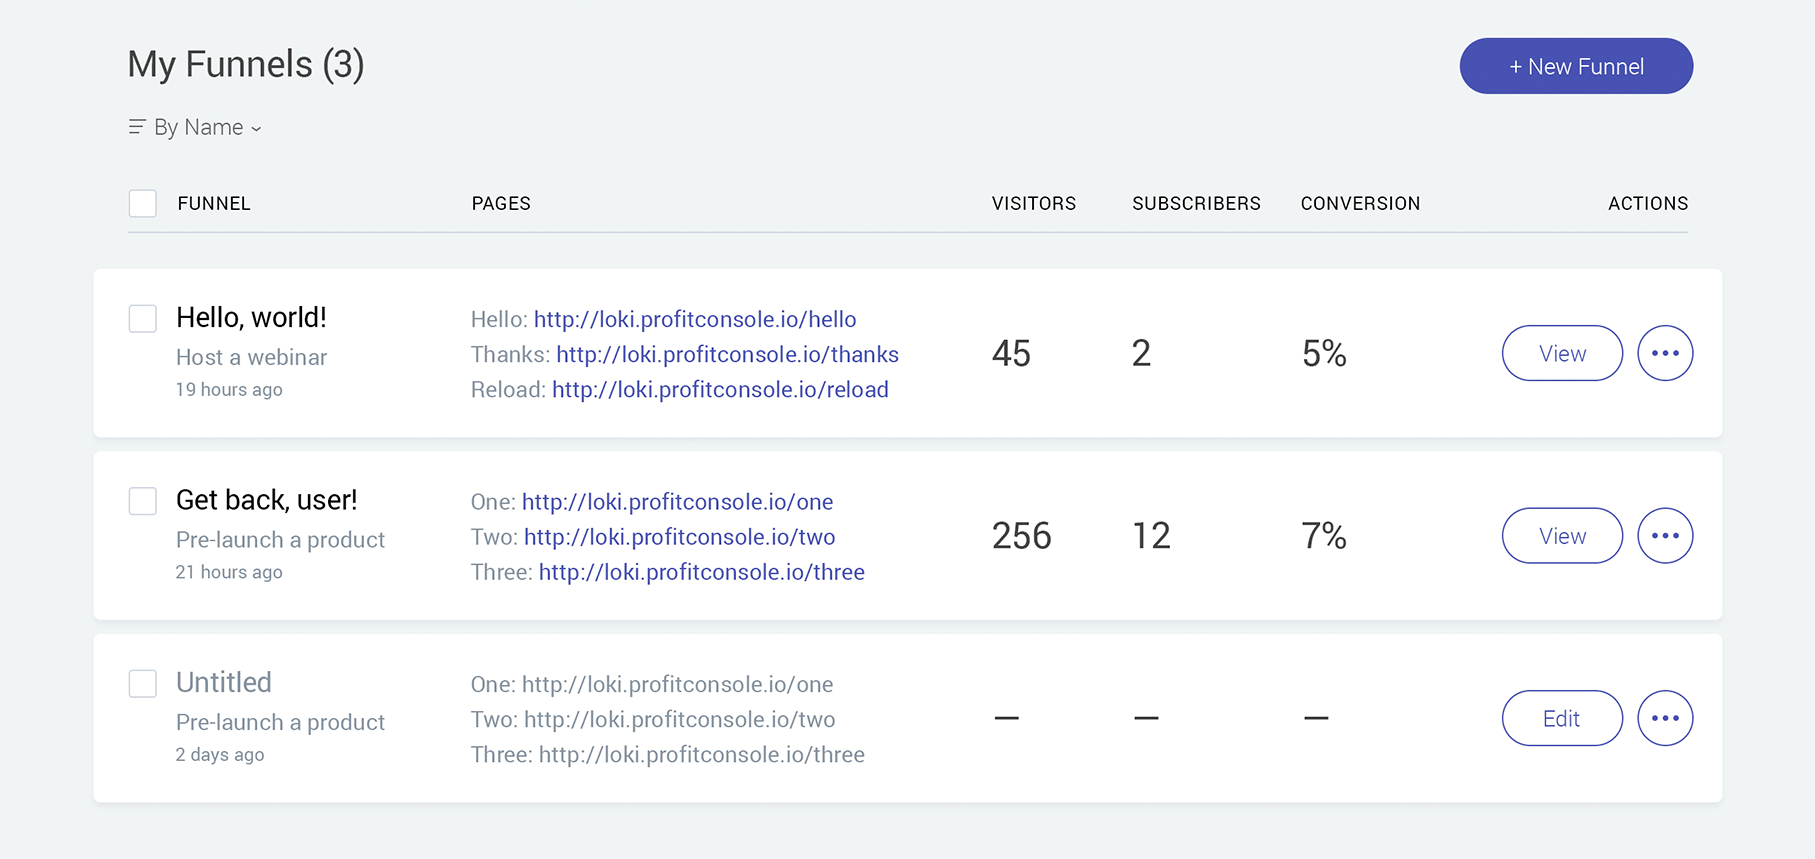 My Funnels (3)
+ New Funnel
By Name
FUNNEL PAGES VISITORS SUBSCRIBERS CONVERSION ACTIONS
Hello, world!
Host a webinar
19 hours ago
Hello: http://loki.profitconsole.io/hello
Thanks: http://loki.profitconsole.io/thanks
Reload: http://loki.profitconsole.io/reload
45 2 5% View
Get back, user!
Pre-launch a product
21 hours ago
One: http://loki.profitconsole.io/one
Two: http://loki.profitconsole.io/two
Three: http://loki.profitconsole.io/three
256 12 7% View
Untitled
Pre-launch a product
2 days ago
One: http://loki.profitconsole.io/one
Two: http://loki.profitconsole.io/two
Three: http://loki.profitconsole.io/three
— — — Edit